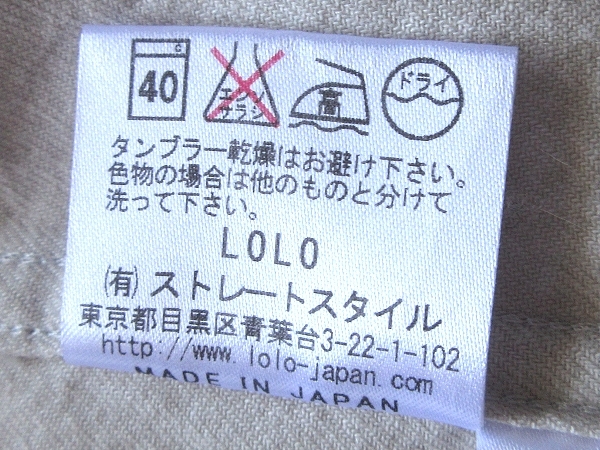 C
40
エンソ
サラシ
高
ドライ
タンブラー乾燥はお避け下さい。
色物の場合は他のものと分けて
洗って下さい。
LOLO
(有)ストレートスタイル
東京都目黒区青葉台3-22-1-102
http://www.lolo-japan.com
MADE IN JAPAN